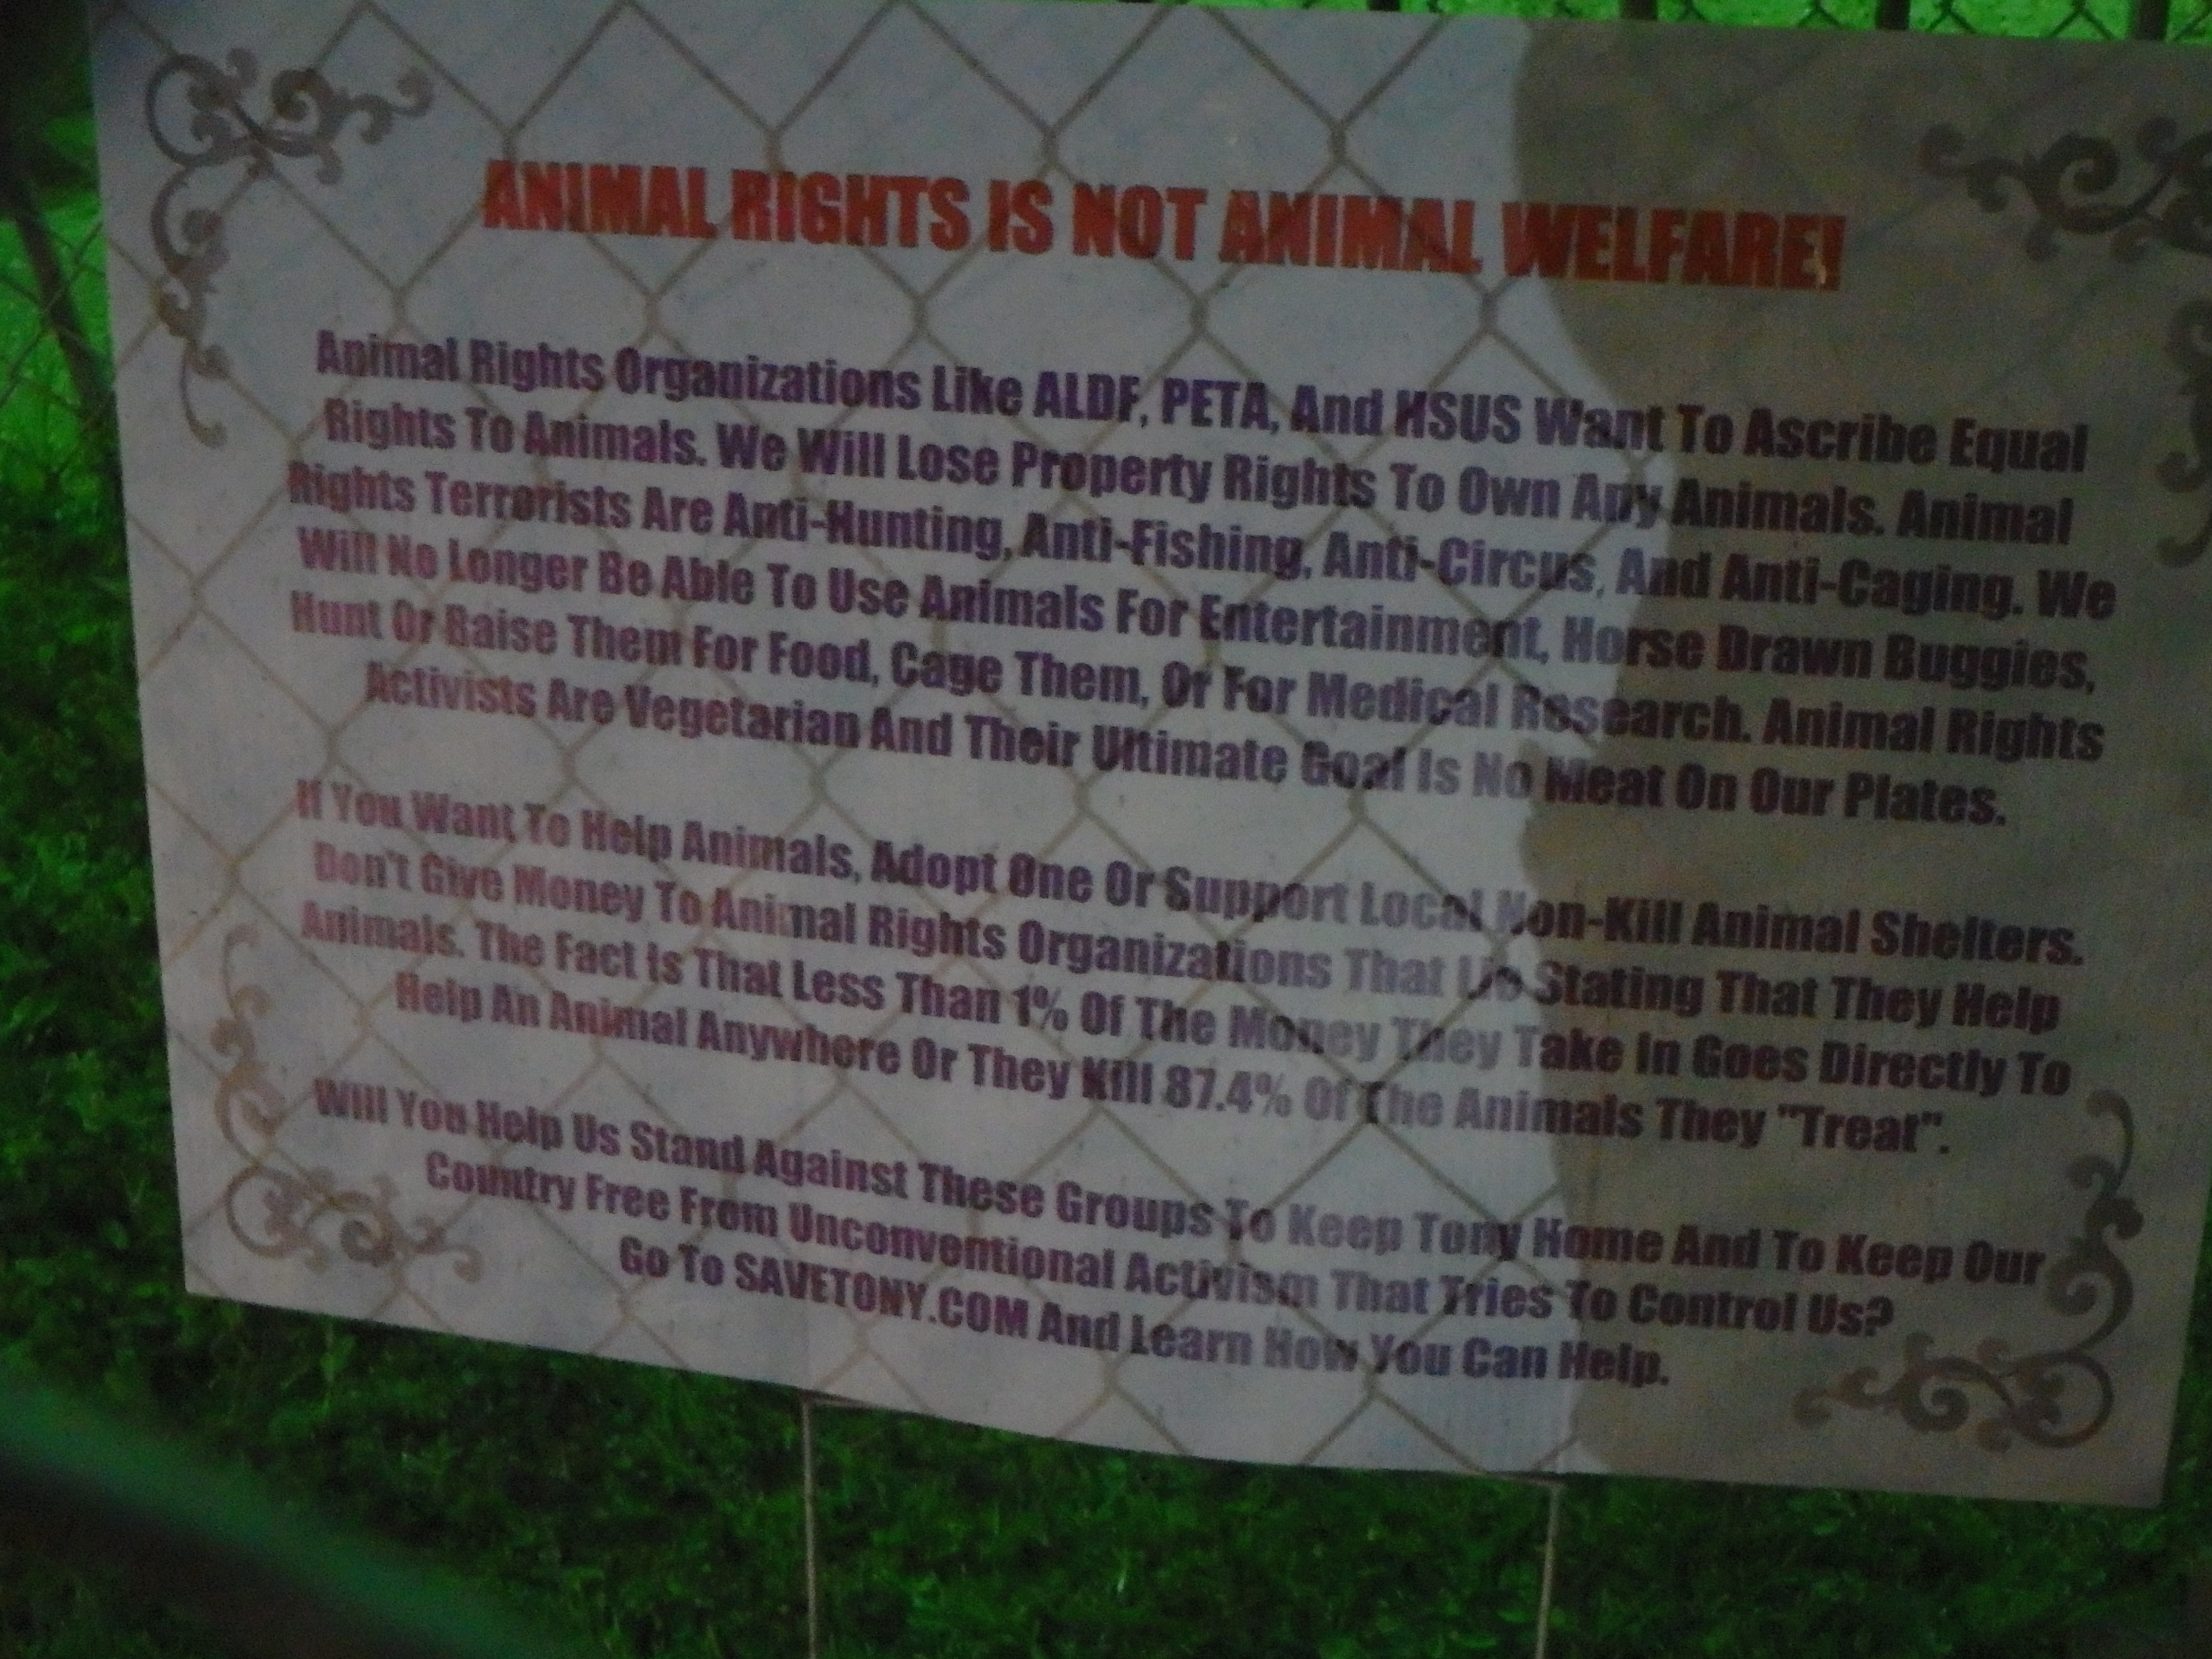 ANIMAL RIGHTS IS NOT ANIMAL WELFARE!
Animal Rights Organizations Like ALDF, PETA, And HSUS Want To Ascribe Equal
Rights To Animals. We Will Lose Property Rights To Own Any Animals. Animal
Rights Terrorists Are Anti-Hunting, Anti-Fishing, Anti-Circus, And Anti-Caging. We
Will No Longer Be Able To Use Animals For Entertainment, Horse Drawn Buggies,
Hunt Or Raise Them For Food, Cage Them, Or For Medical Research. Animal Rights
Activists Are Vegetarian And Their Ultimate Goal Is No Meat On Our Plates.
If You Want To Help Animals, Adopt One Or Support Local Non-Kill Animal Shelters.
Don't Give Money To Animal Rights Organizations That Lie Stating That They Help
Animals. The Fact is That Less Than 1% Of The Money They Take In Goes Directly To
Help An Animal Anywhere Or They Kill 87.4% Of The Animals They "Treat".
Will You Help Us Stand Against These Groups To Keep Tony Home And To Keep Our
Country Free From Unconventional Activism That Tries To Control Us?
Go To SAVETONY.COM And Learn How You Can Help.